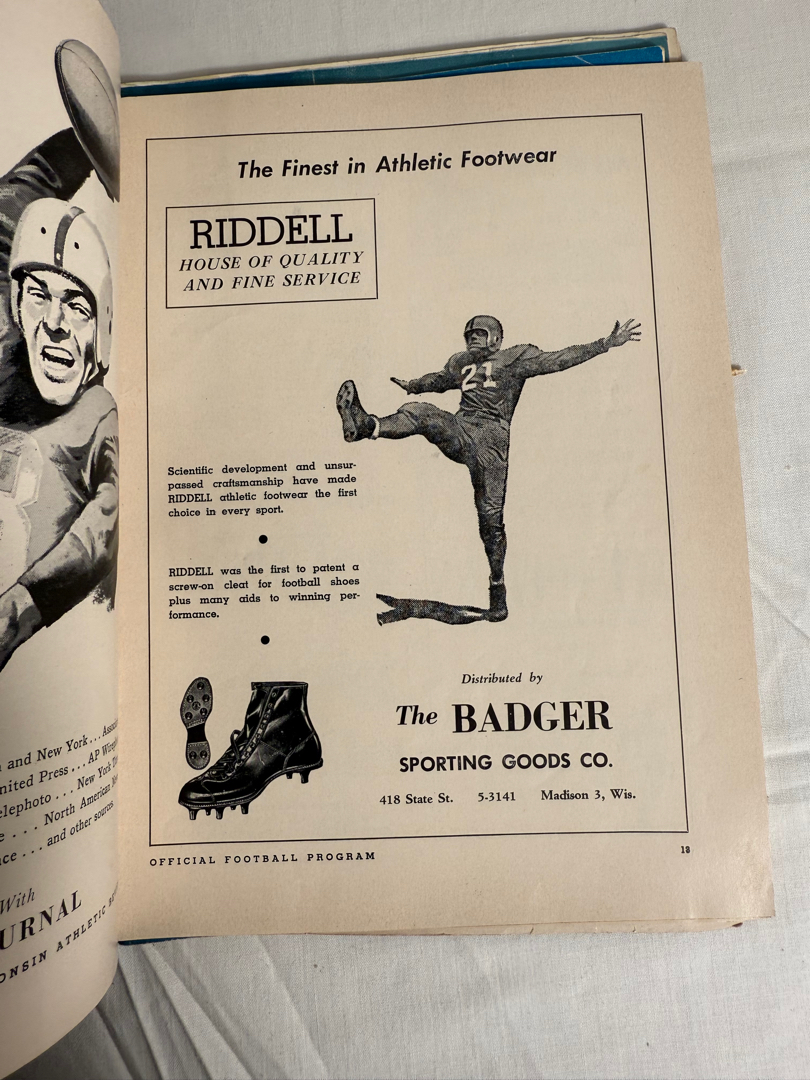 The Finest in Athletic Footwear
RIDDELL
HOUSE OF QUALITY
AND FINE SERVICE
21
Scientific development and unsur-
passed craftsmanship have made
RIDDELL athletic footwear the first
choice in every sport.
RIDDELL was the first to patent a
screw-on cleat for football shoes
plus many aids to winning per-
formance.
Distributed by
The BADGER
SPORTING GOODS CO.
418 State St. 5-3141 Madison 3, Wis.
OFFICIAL FOOTBALL PROGRAM
13
and New York...
nited Press... AP
elephoto... New York
... North American
nce... and other sources
With
URNAL
ONSIN ATHLETIC